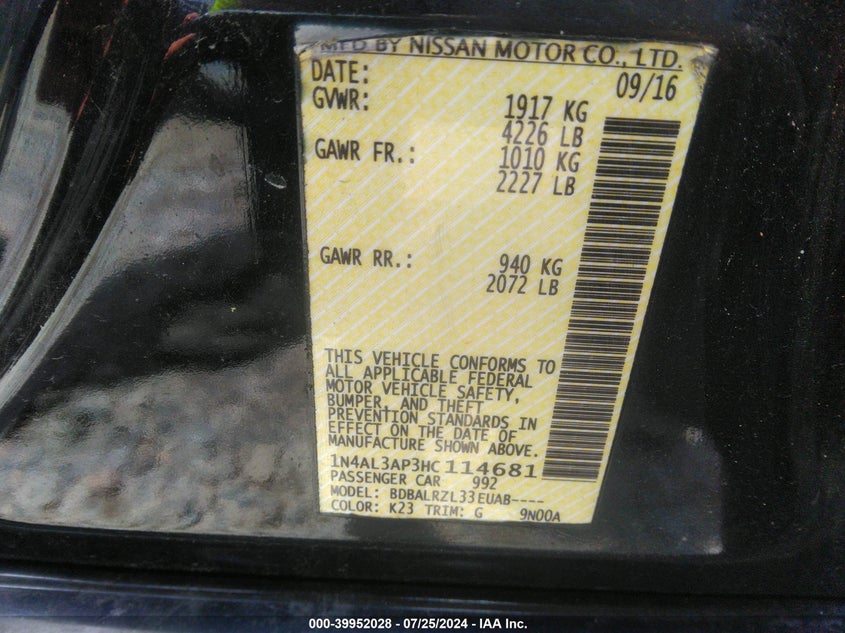 MFD BY NISSAN MOTOR CO., LTD.
DATE: 09/16
GVWR: 1917 KG
4226 LB
GAWR FR.: 1010 KG
2227 LB
GAWR RR.: 940 KG
2072 LB
THIS VEHICLE CONFORMS TO
ALL APPLICABLE FEDERAL
MOTOR VEHICLE SAFETY,
BUMPER, AND THEFT
PREVENTION STANDARDS IN
EFFECT ON THE DATE OF
MANUFACTURE SHOWN ABOVE.
1N4AL3AP3HC114681
PASSENGER CAR 992
MODEL: BDBALRZL33EUAB----
COLOR: K23 TRIM: G 9N00A
000-39952028 - 07/25/2024 - IAA Inc.